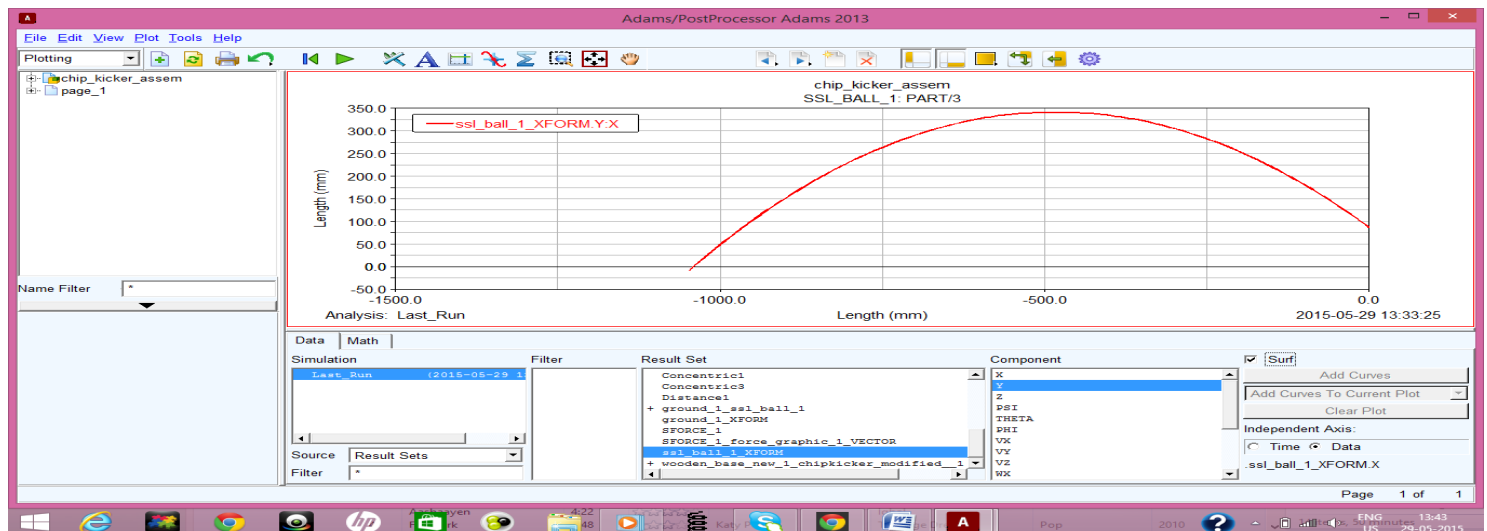 Adams/PostProcessor Adams 2013
File Edit View Plot Tools Help
Plotting
chip_kicker_assem
page_1
chip_kicker_assem
SSL_BALL_1: PART/3
ssl_ball_1_XFORM.Y:X
350.0
300.0
250.0
200.0
150.0
100.0
50.0
0.0
-50.0
Length (mm)
-1500.0 -1000.0 -500.0 0.0
Analysis: Last_Run Length (mm) 2015-05-29 13:33:25
Name Filter *
Data Math
Simulation Filter Result Set Component Surf
Last_Run (2015-05-29 1
Concentric1
Concentric3
Distance1
+ ground_1_ssl_ball_1
ground_1_XFORM
SFORCE_1
SFORCE_1_force_graphic_1_VECTOR
ssl_ball_1_XFORM
+ wooden_base_new_1_chipkicker_modified__1
X
Y
Z
PSI
THETA
PHI
VX
VY
VZ
WX
Add Curves
Add Curves To Current Plot
Clear Plot
Independent Axis:
Time Data
.ssl_ball_1_XFORM.X
Source Result Sets
Filter *
Page 1 of 1
4:22
48
Katy P
Pop
2010
ENG 13:43
US 29-05-2015